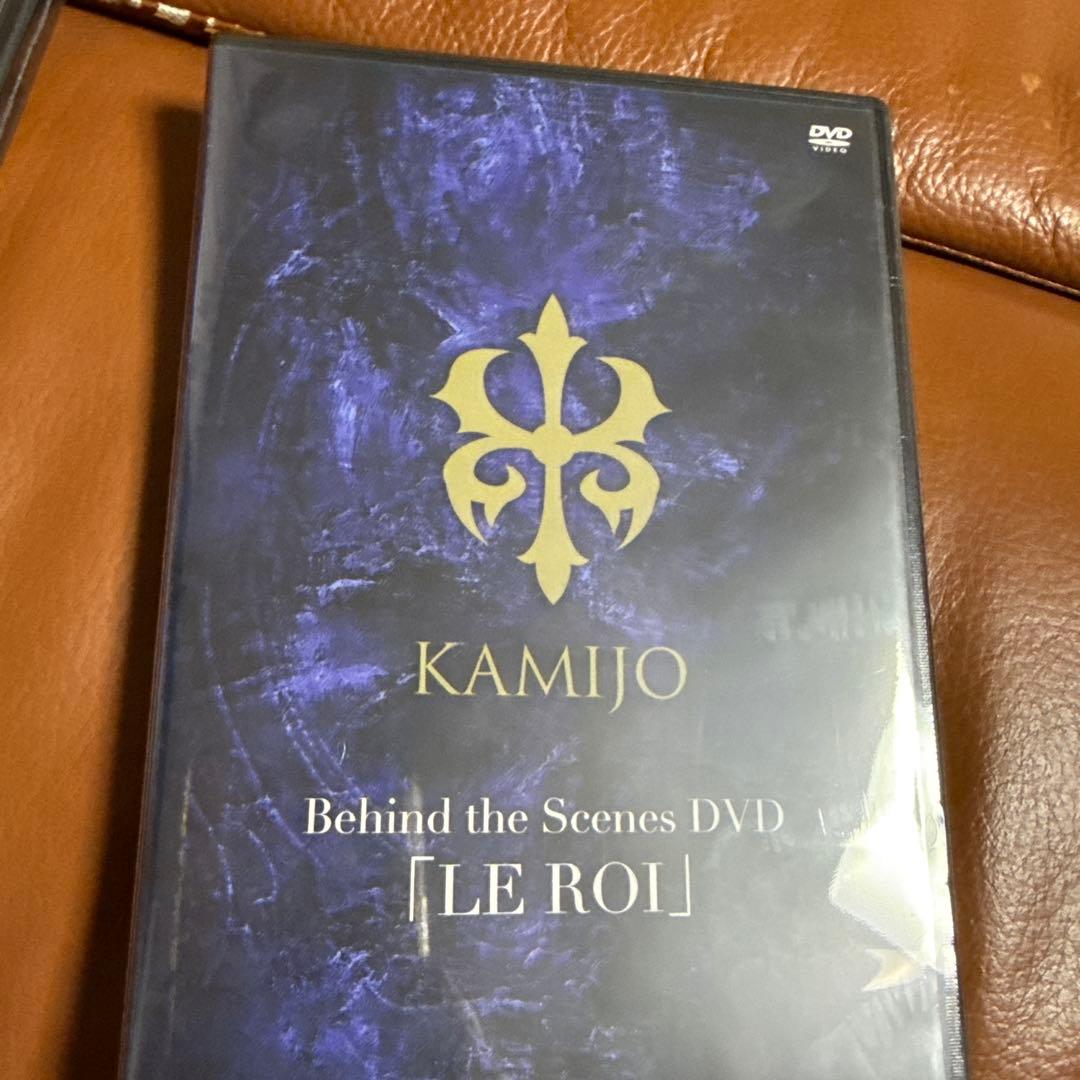 DVD
VIDEO
KAMIJO
Behind the Scenes DVD
「LE ROI」